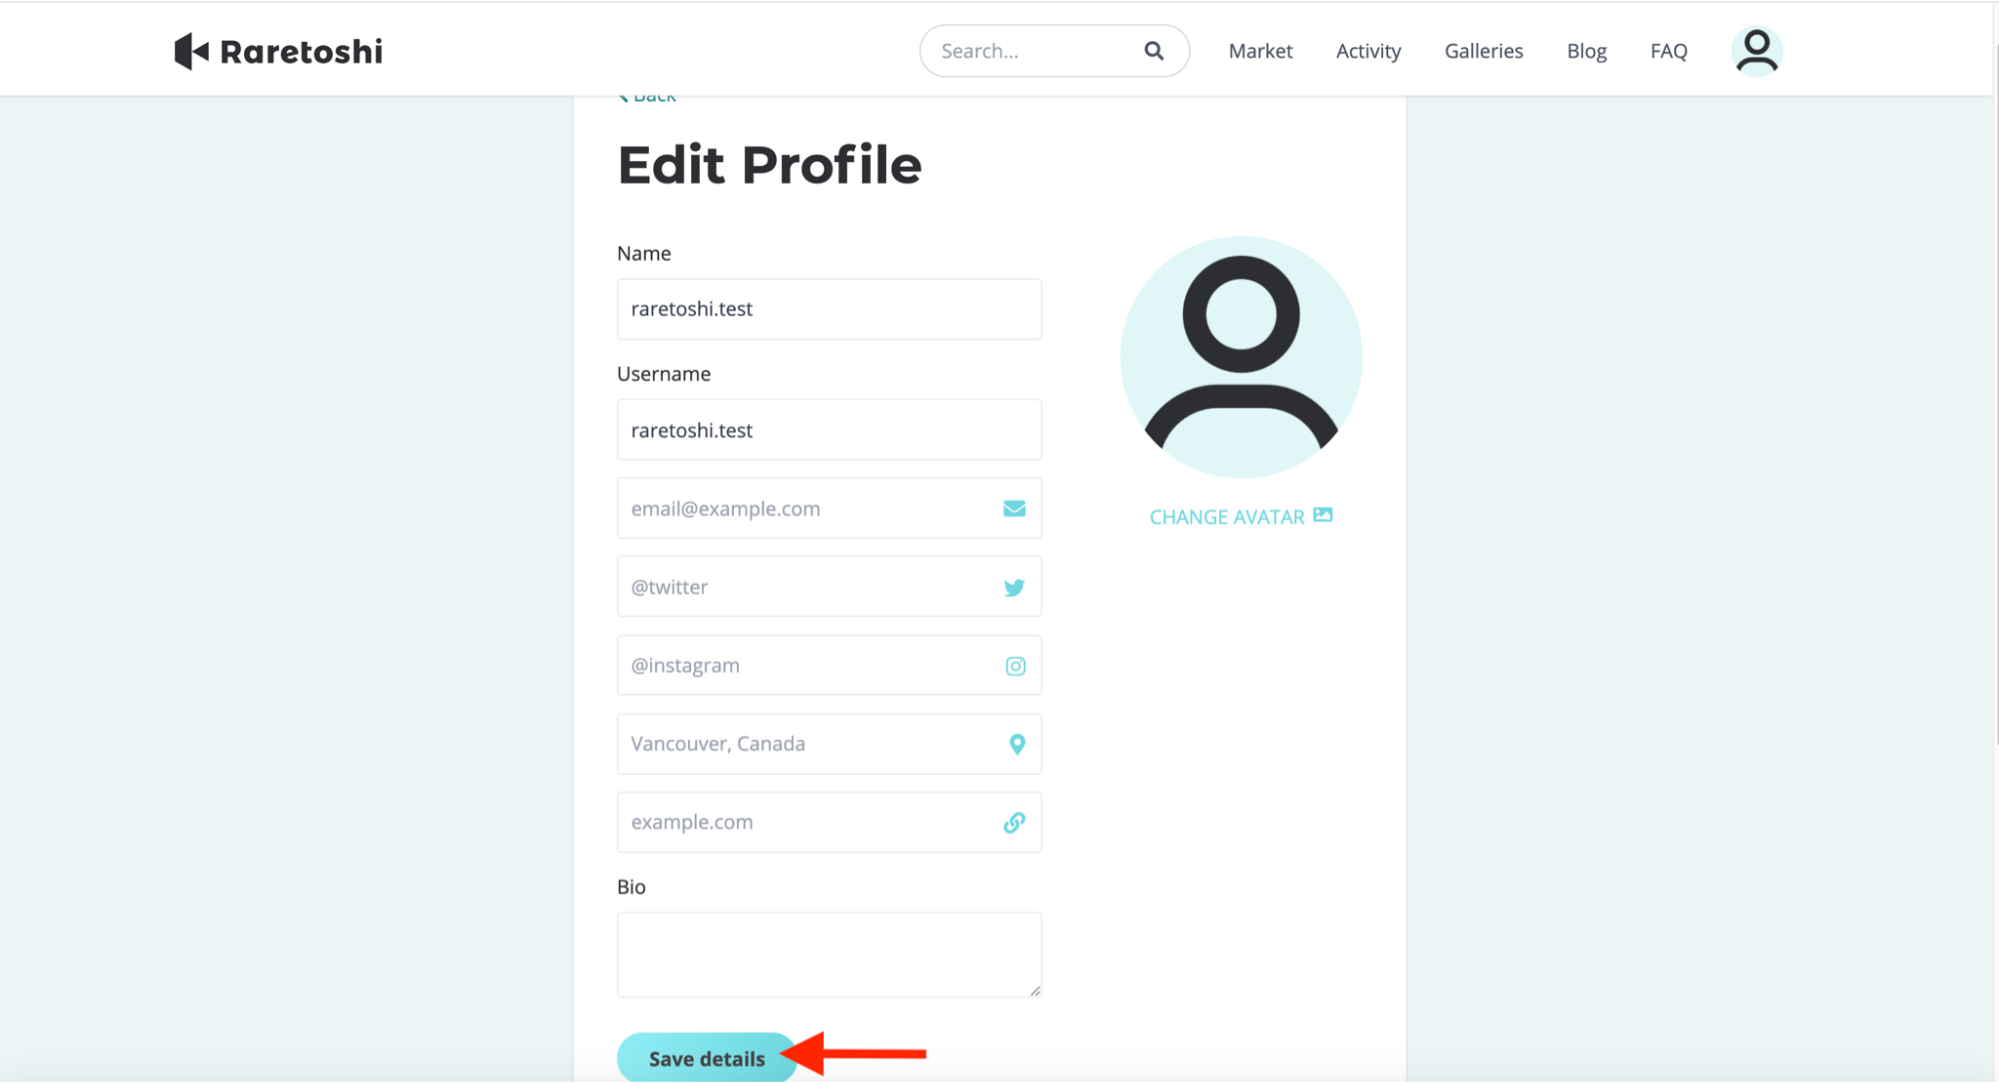 Raretoshi
Search...
Market
Activity
Galleries
Blog
FAQ
Back
Edit Profile
Name
raretoshi.test
Username
raretoshi.test
email@example.com
@twitter
@instagram
Vancouver, Canada
example.com
CHANGE AVATAR
Bio
Save details